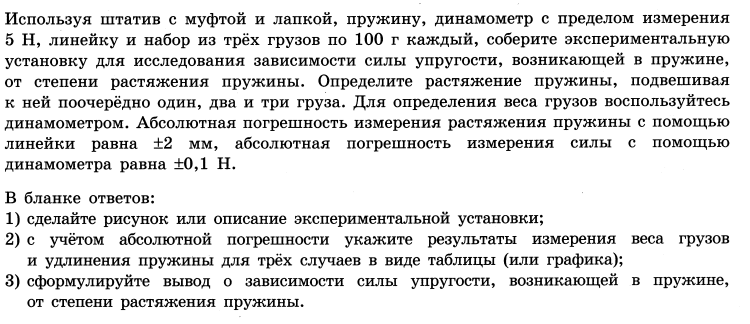 Используя штатив с муфтой и лапкой, пружину, динамометр с пределом измерения
5 Н, линейку и набор из трёх грузов по 100 г каждый, соберите экспериментальную
установку для исследования зависимости силы упругости, возникающей в пружине,
от степени растяжения пружины. Определите растяжение пружины, подвешивая
к ней поочерёдно один, два и три груза. Для определения веса грузов воспользуйтесь
динамометром. Абсолютная погрешность измерения растяжения пружины с помощью
линейки равна ±2 мм, абсолютная погрешность измерения силы с помощью
динамометра равна ±0,1 Н.
В бланке ответов:
1) сделайте рисунок или описание экспериментальной установки;
2) с учётом абсолютной погрешности укажите результаты измерения веса грузов
и удлинения пружины для трёх случаев в виде таблицы (или графика);
3) сформулируйте вывод о зависимости силы упругости, возникающей в пружине,
от степени растяжения пружины.